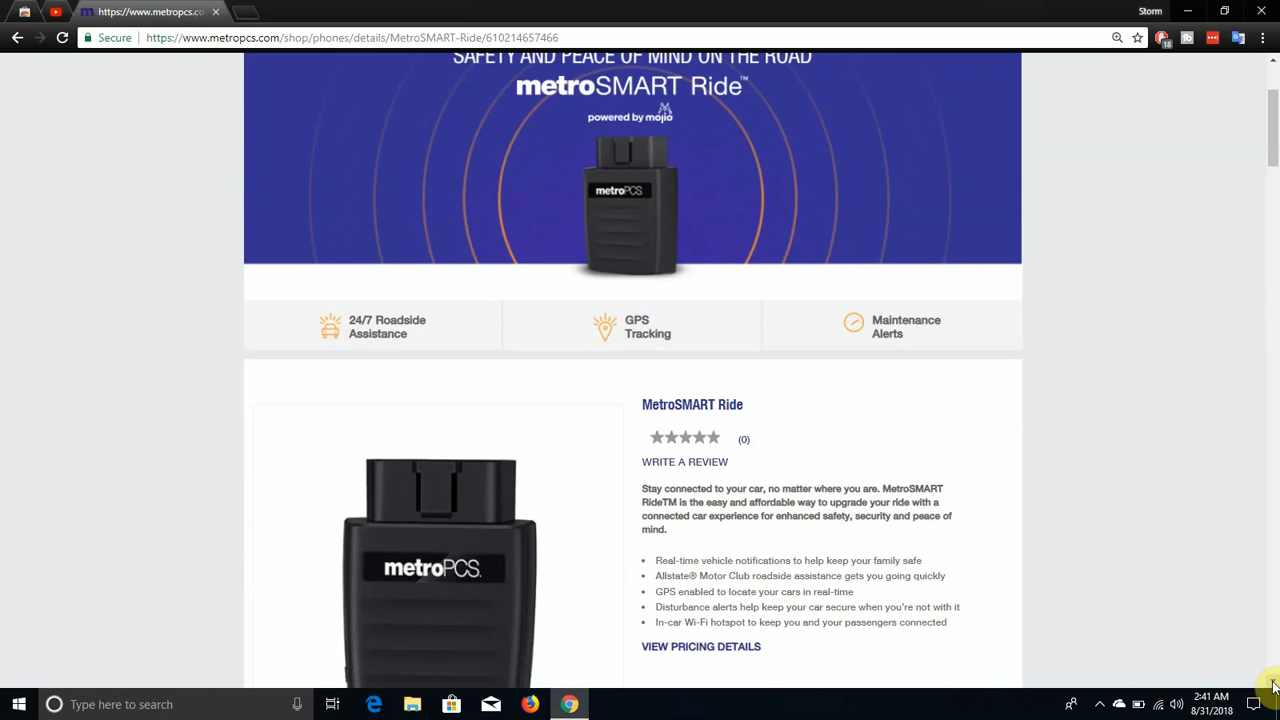 https://www.metropcs.co
Storm
Secure
https://www.metropcs.com/shop/phones/details/MetroSMART-Ride/610214657466
18
SAFETY AND PEACE OF MIND ON THE ROAD
metroSMART Ride™
powered by mojio
metroPCS
24/7 Roadside
Assistance
GPS
Tracking
Maintenance
Alerts
MetroSMART Ride
(0)
WRITE A REVIEW
Stay connected to your car, no matter where you are. MetroSMART
RideTM is the easy and affordable way to upgrade your ride with a
connected car experience for enhanced safety, security and peace of
mind.
• Real-time vehicle notifications to help keep your family safe
• Allstate® Motor Club roadside assistance gets you going quickly
• GPS enabled to locate your cars in real-time
• Disturbance alerts help keep your car secure when you're not with it
• In-car Wi-Fi hotspot to keep you and your passengers connected
VIEW PRICING DETAILS
metroPCS.
Type here to search
2:41 AM
8/31/2018